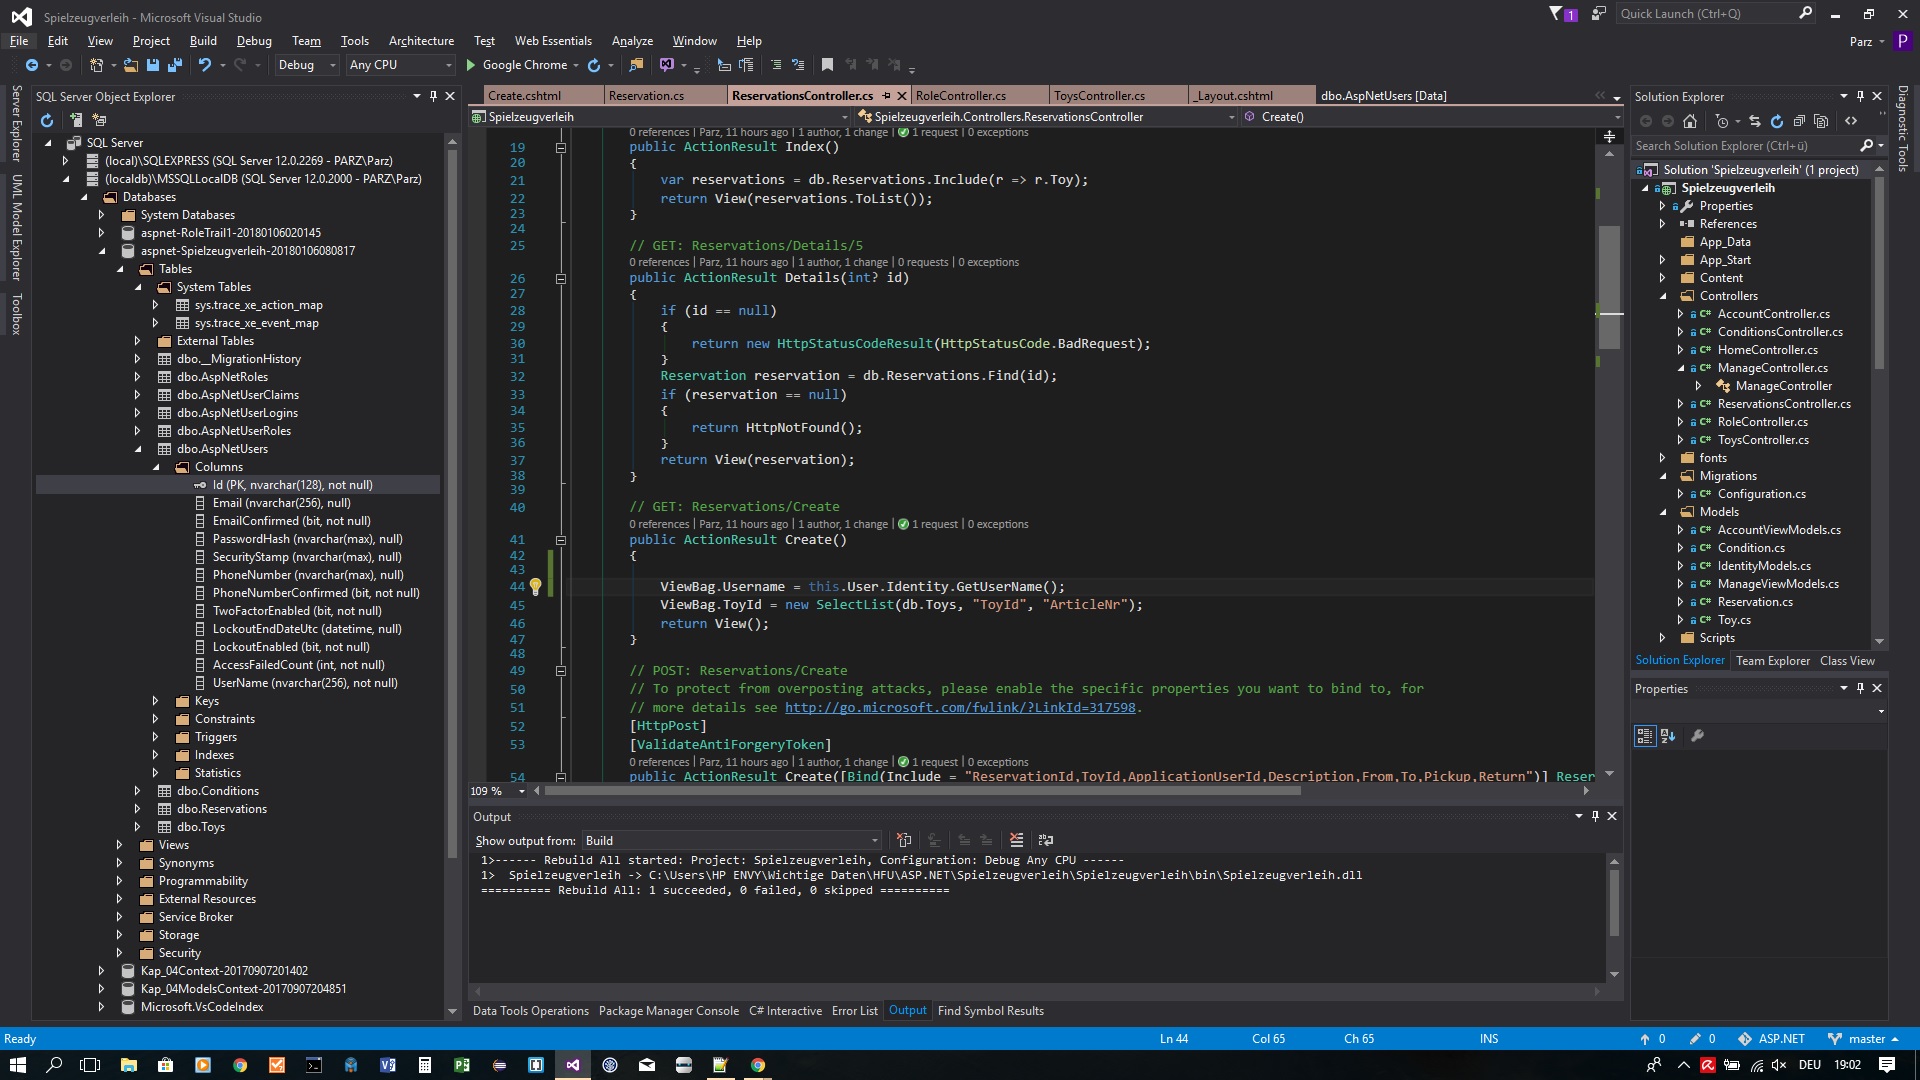 Spielzeugverleih - Microsoft Visual Studio
1
Quick Launch (Ctrl+Q)
File Edit View Project Build Debug Team Tools Architecture Test Web Essentials Analyze Window Help
Parz P
Debug Any CPU Google Chrome
Server Explorer
UML Model Explorer
Toolbox
SQL Server Object Explorer
SQL Server
(local)\SQLEXPRESS (SQL Server 12.0.2269 - PARZ\Parz)
(localdb)\MSSQLLocalDB (SQL Server 12.0.2000 - PARZ\Parz)
Databases
System Databases
aspnet-RoleTrail1-20180106020145
aspnet-Spielzeugverleih-20180106080817
Tables
System Tables
sys.trace_xe_action_map
sys.trace_xe_event_map
External Tables
dbo.__MigrationHistory
dbo.AspNetRoles
dbo.AspNetUserClaims
dbo.AspNetUserLogins
dbo.AspNetUserRoles
dbo.AspNetUsers
Columns
Id (PK, nvarchar(128), not null)
Email (nvarchar(256), null)
EmailConfirmed (bit, not null)
PasswordHash (nvarchar(max), null)
SecurityStamp (nvarchar(max), null)
PhoneNumber (nvarchar(max), null)
PhoneNumberConfirmed (bit, not null)
TwoFactorEnabled (bit, not null)
LockoutEndDateUtc (datetime, null)
LockoutEnabled (bit, not null)
AccessFailedCount (int, not null)
UserName (nvarchar(256), not null)
Keys
Constraints
Triggers
Indexes
Statistics
dbo.Conditions
dbo.Reservations
dbo.Toys
Views
Synonyms
Programmability
External Resources
Service Broker
Storage
Security
Kap_04Context-20170907201402
Kap_04ModelsContext-20170907204851
Microsoft.VsCodeIndex
Create.cshtml Reservation.cs ReservationsController.cs RoleController.cs ToysController.cs _Layout.cshtml dbo.AspNetUsers [Data]
Spielzeugverleih Spielzeugverleih.Controllers.ReservationsController Create()
0 references | Parz, 11 hours ago | 1 author, 1 change | 1 request | 0 exceptions
19 public ActionResult Index()
20 {
21 var reservations = db.Reservations.Include(r => r.Toy);
22 return View(reservations.ToList());
23 }
24
25 // GET: Reservations/Details/5
0 references | Parz, 11 hours ago | 1 author, 1 change | 0 requests | 0 exceptions
26 public ActionResult Details(int? id)
27 {
28 if (id == null)
29 {
30 return new HttpStatusCodeResult(HttpStatusCode.BadRequest);
31 }
32 Reservation reservation = db.Reservations.Find(id);
33 if (reservation == null)
34 {
35 return HttpNotFound();
36 }
37 return View(reservation);
38 }
39
40 // GET: Reservations/Create
0 references | Parz, 11 hours ago | 1 author, 1 change | 1 request | 0 exceptions
41 public ActionResult Create()
42 {
43
44 ViewBag.Username = this.User.Identity.GetUserName();
45 ViewBag.ToyId = new SelectList(db.Toys, "ToyId", "ArticleNr");
46 return View();
47 }
48
49 // POST: Reservations/Create
50 // To protect from overposting attacks, please enable the specific properties you want to bind to, for
51 // more details see http://go.microsoft.com/fwlink/?LinkId=317598.
52 [HttpPost]
53 [ValidateAntiForgeryToken]
0 references | Parz, 11 hours ago | 1 author, 1 change | 1 request | 0 exceptions
54 public ActionResult Create([Bind(Include = "ReservationId,ToyId,ApplicationUserId,Description,From,To,Pickup,Return")] Reser
109 %
Output
Show output from: Build
1>------ Rebuild All started: Project: Spielzeugverleih, Configuration: Debug Any CPU ------
1> Spielzeugverleih -> C:\Users\HP ENVY\Wichtige Daten\HFU\ASP.NET\Spielzeugverleih\Spielzeugverleih\bin\Spielzeugverleih.dll
========== Rebuild All: 1 succeeded, 0 failed, 0 skipped ==========
Data Tools Operations Package Manager Console C# Interactive Error List Output Find Symbol Results
Solution Explorer
Search Solution Explorer (Ctrl+ü)
Solution 'Spielzeugverleih' (1 project)
Spielzeugverleih
Properties
References
App_Data
App_Start
Content
Controllers
C# AccountController.cs
C# ConditionsController.cs
C# HomeController.cs
C# ManageController.cs
ManageController
C# ReservationsController.cs
C# RoleController.cs
C# ToysController.cs
fonts
Migrations
C# Configuration.cs
Models
C# AccountViewModels.cs
C# Condition.cs
C# IdentityModels.cs
C# ManageViewModels.cs
C# Reservation.cs
C# Toy.cs
Scripts
Solution Explorer Team Explorer Class View
Properties
Diagnostic Tools
Ready Ln 44 Col 65 Ch 65 INS 0 0 ASP.NET master
DEU 19:02